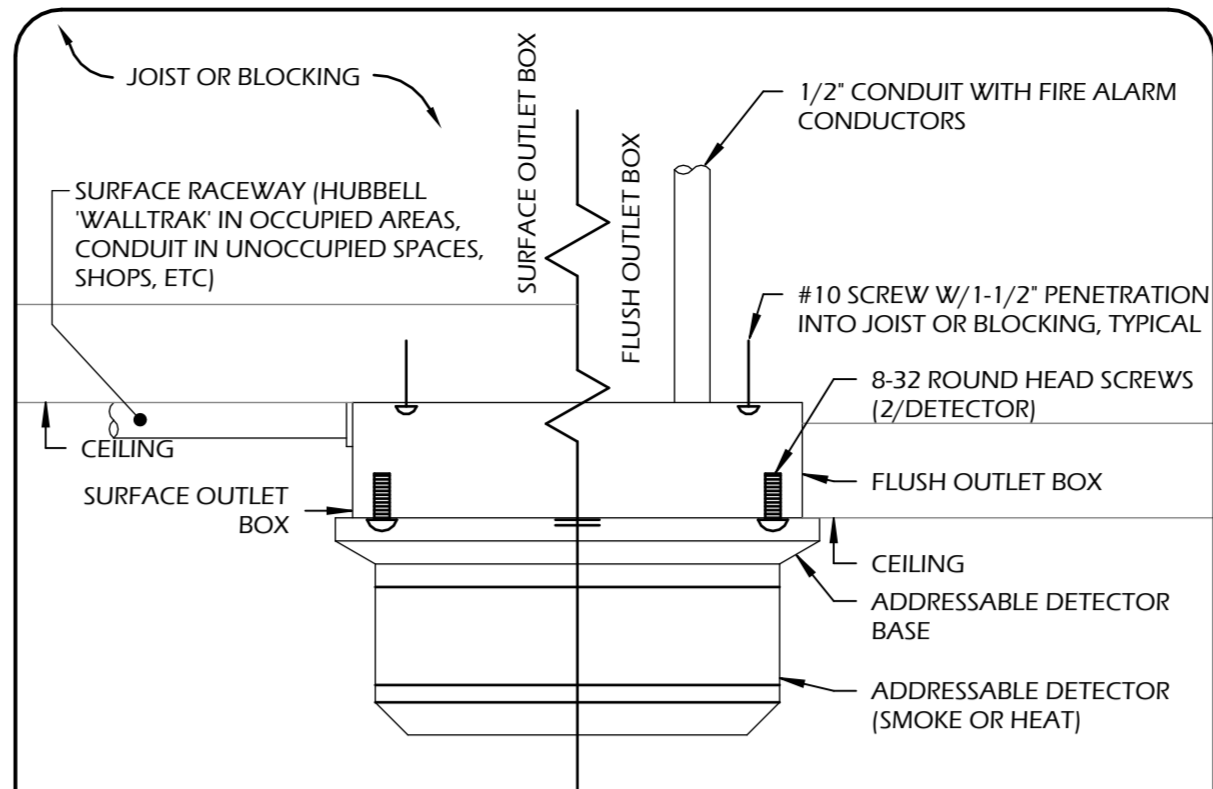 JOIST OR BLOCKING
SURFACE RACEWAY (HUBBELL
'WALLTRAK' IN OCCUPIED AREAS,
CONDUIT IN UNOCCUPIED SPACES,
SHOPS, ETC)
CEILING
SURFACE OUTLET
BOX
SURFACE OUTLET BOX
FLUSH OUTLET BOX
1/2" CONDUIT WITH FIRE ALARM
CONDUCTORS
#10 SCREW W/1-1/2" PENETRATION
INTO JOIST OR BLOCKING, TYPICAL
8-32 ROUND HEAD SCREWS
(2/DETECTOR)
FLUSH OUTLET BOX
CEILING
ADDRESSABLE DETECTOR
BASE
ADDRESSABLE DETECTOR
(SMOKE OR HEAT)